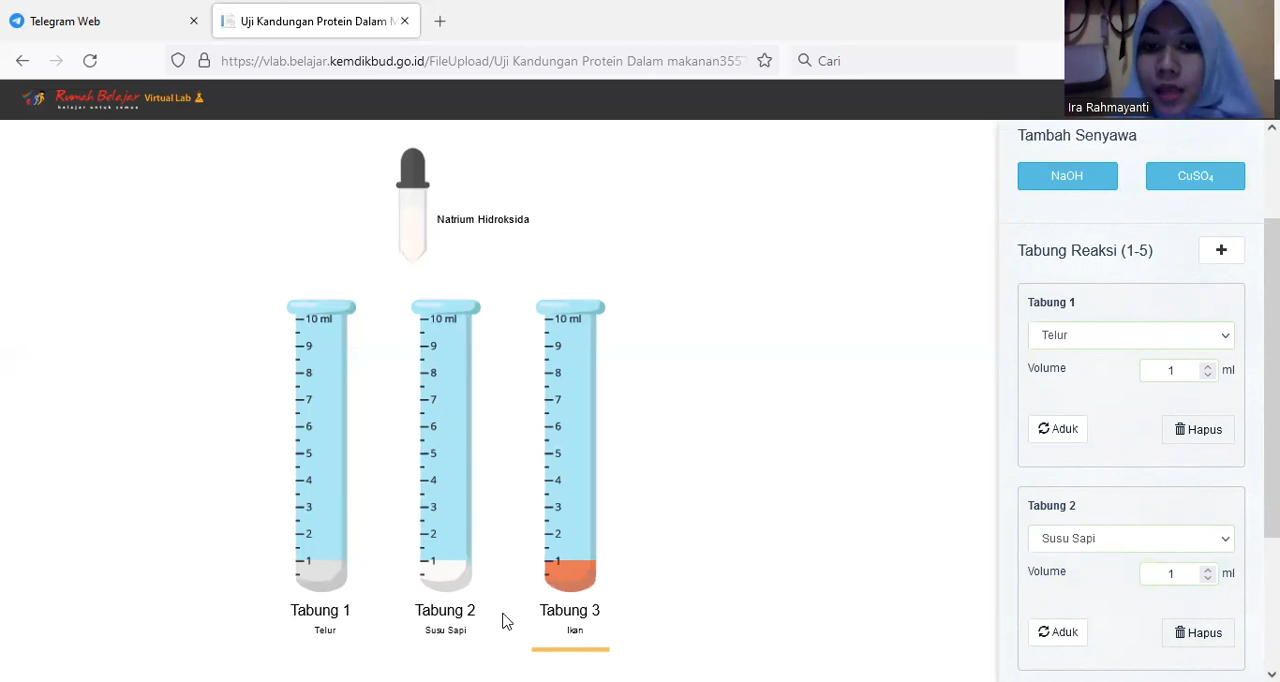 Telegram Web
Uji Kandungan Protein Dalam M
https://vlab.belajar.kemdikbud.go.id/FileUpload/Uji Kandungan Protein Dalam makanan3557
Cari
Ira Rahmayanti
Rumah Belajar Virtual Lab
belajar untuk semua
Tambah Senyawa
NaOH
CuSO₄
Natrium Hidroksida
Tabung Reaksi (1-5)
10 ml
9
8
7
6
5
4
3
2
1
10 ml
9
8
7
6
5
4
3
2
1
10 ml
9
8
7
6
5
4
3
2
1
Tabung 1
Telur
Tabung 2
Susu Sapi
Tabung 3
Ikan
Tabung 1
Telur
Volume 1 ml
Aduk Hapus
Tabung 2
Susu Sapi
Volume 1 ml
Aduk Hapus